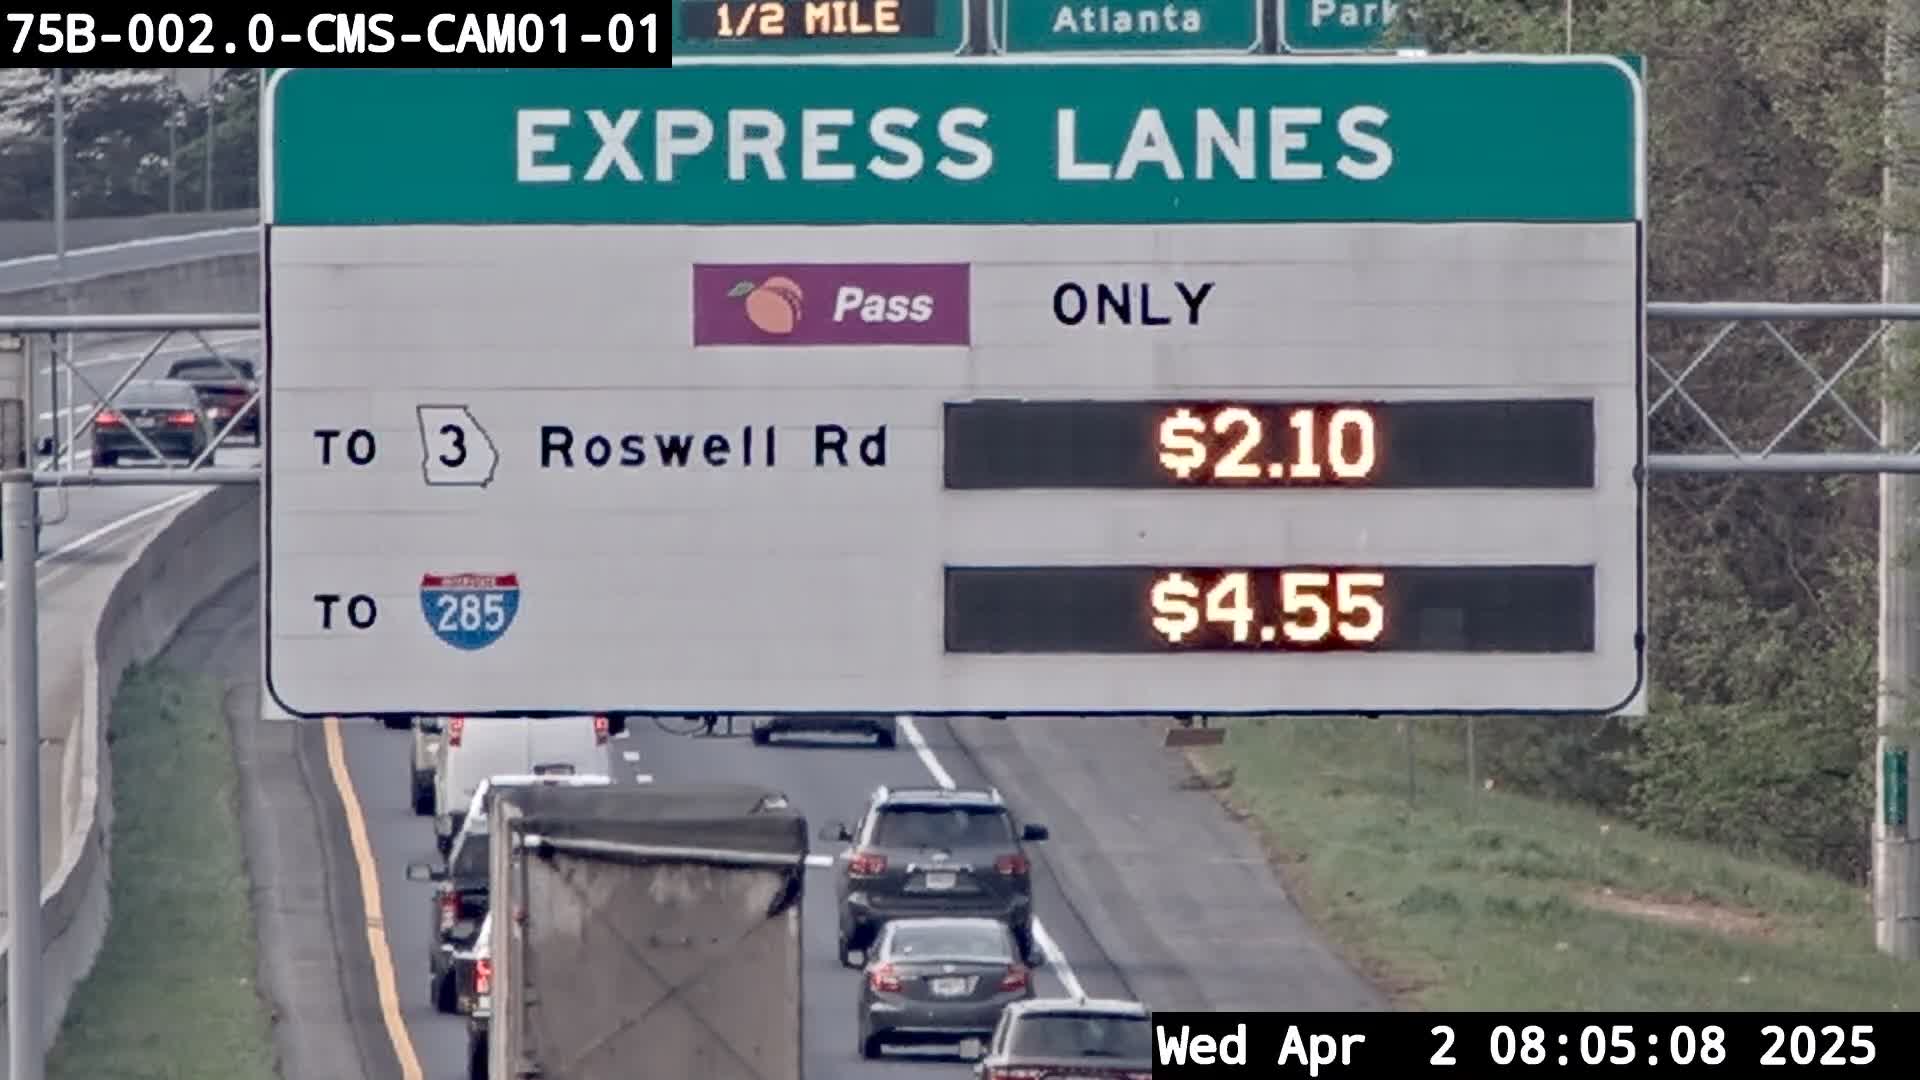 75B-002.0-CMS-CAM01-01
1/2 MILE
Atlanta
Park
EXPRESS LANES
Pass ONLY
TO 3 Roswell Rd $2.10
TO 285 $4.55
Wed Apr 2 08:05:08 2025